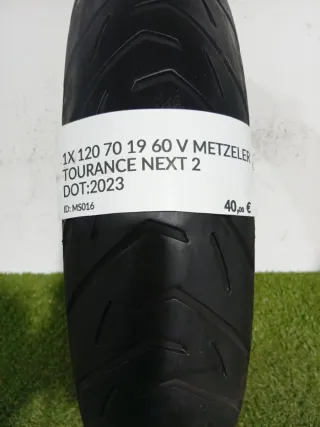 1X 120 70 19 60 V METZELER
TOURANCE NEXT 2
DOT:2023
ID: MS016
40,00 €